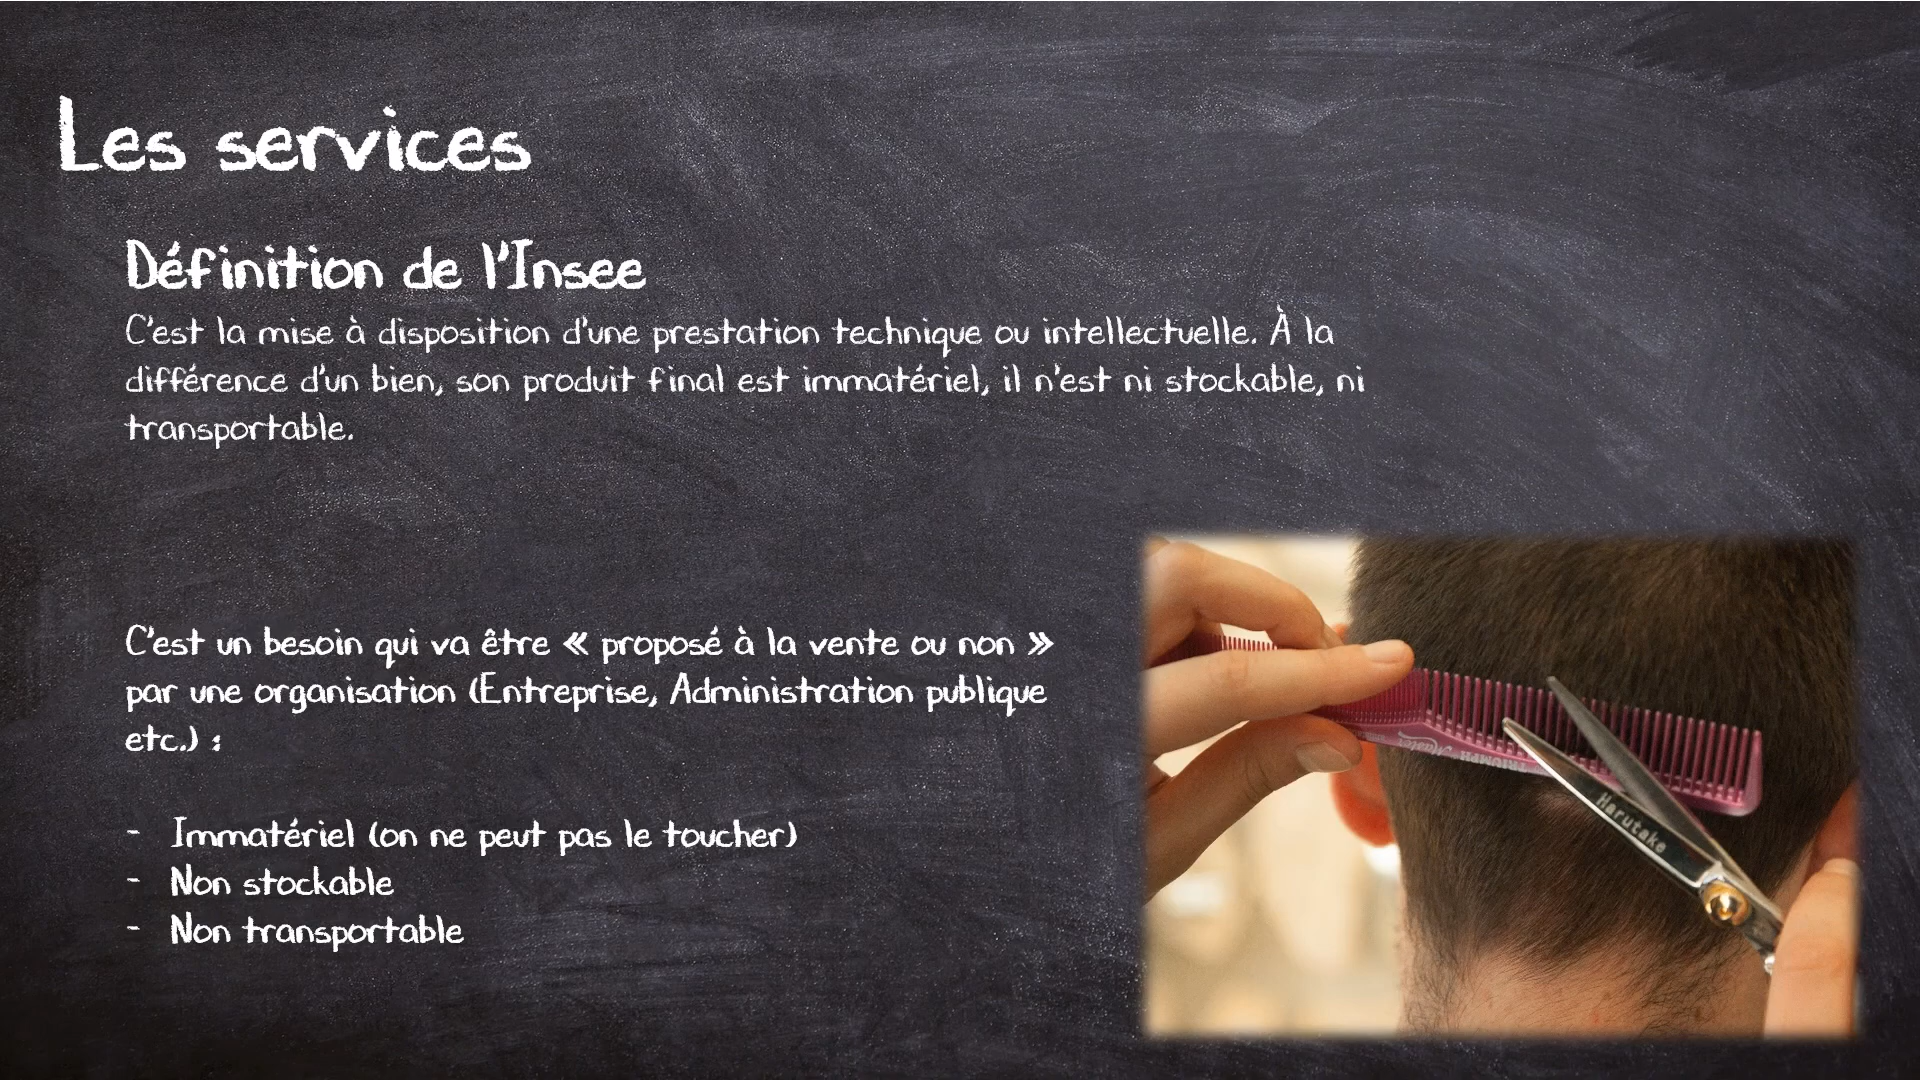 Les services
Définition de l'Insee
C'est la mise à disposition d'une prestation technique ou intellectuelle. À la
différence d'un bien, son produit final est immatériel, il n'est ni stockable, ni
transportable.
C'est un besoin qui va être « proposé à la vente ou non »
par une organisation (Entreprise, Administration publique
etc.) :
- Immatériel (on ne peut pas le toucher)
- Non stockable
- Non transportable
Harutake